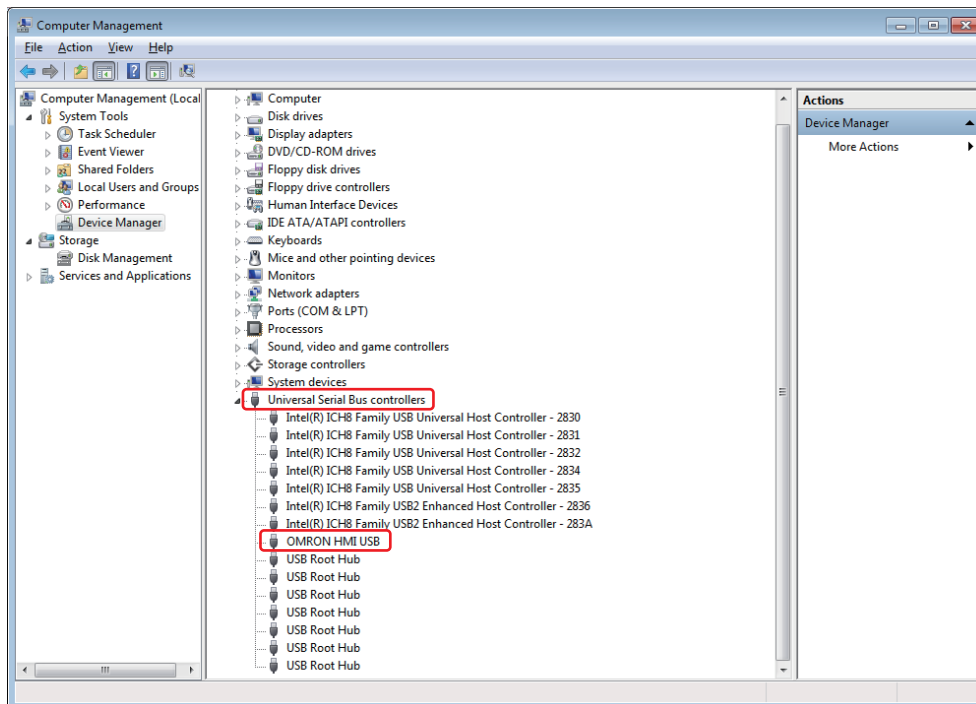 Computer Management
File Action View Help
Computer Management (Local
System Tools
Task Scheduler
Event Viewer
Shared Folders
Local Users and Groups
Performance
Device Manager
Storage
Disk Management
Services and Applications
Computer
Disk drives
Display adapters
DVD/CD-ROM drives
Floppy disk drives
Floppy drive controllers
Human Interface Devices
IDE ATA/ATAPI controllers
Keyboards
Mice and other pointing devices
Monitors
Network adapters
Ports (COM & LPT)
Processors
Sound, video and game controllers
Storage controllers
System devices
Universal Serial Bus controllers
Intel(R) ICH8 Family USB Universal Host Controller - 2830
Intel(R) ICH8 Family USB Universal Host Controller - 2831
Intel(R) ICH8 Family USB Universal Host Controller - 2832
Intel(R) ICH8 Family USB Universal Host Controller - 2834
Intel(R) ICH8 Family USB Universal Host Controller - 2835
Intel(R) ICH8 Family USB2 Enhanced Host Controller - 2836
Intel(R) ICH8 Family USB2 Enhanced Host Controller - 283A
OMRON HMI USB
USB Root Hub
USB Root Hub
USB Root Hub
USB Root Hub
USB Root Hub
USB Root Hub
USB Root Hub
Actions
Device Manager
More Actions